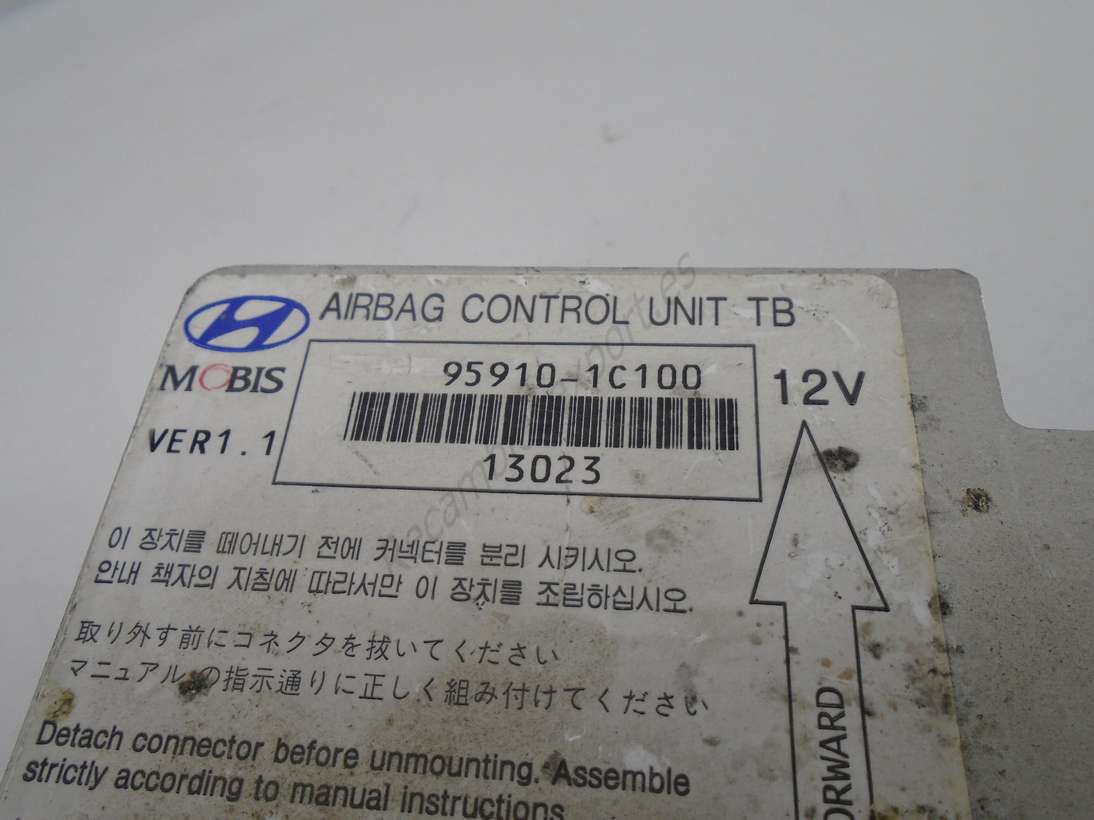 AIRBAG CONTROL UNIT TB
MOBIS
95910-1C100
12V
VER1.1
13023
이 장치를 떼어내기 전에 커넥터를 분리 시키시오.
안내 책자의 지침에 따라서만 이 장치를 조립하십시오.
取り外す前にコネクタを抜いてください
マニュアルの指示通りに正しく組み付けてください
Detach connector before unmounting. Assemble
strictly according to manual instructions.
ORWARD